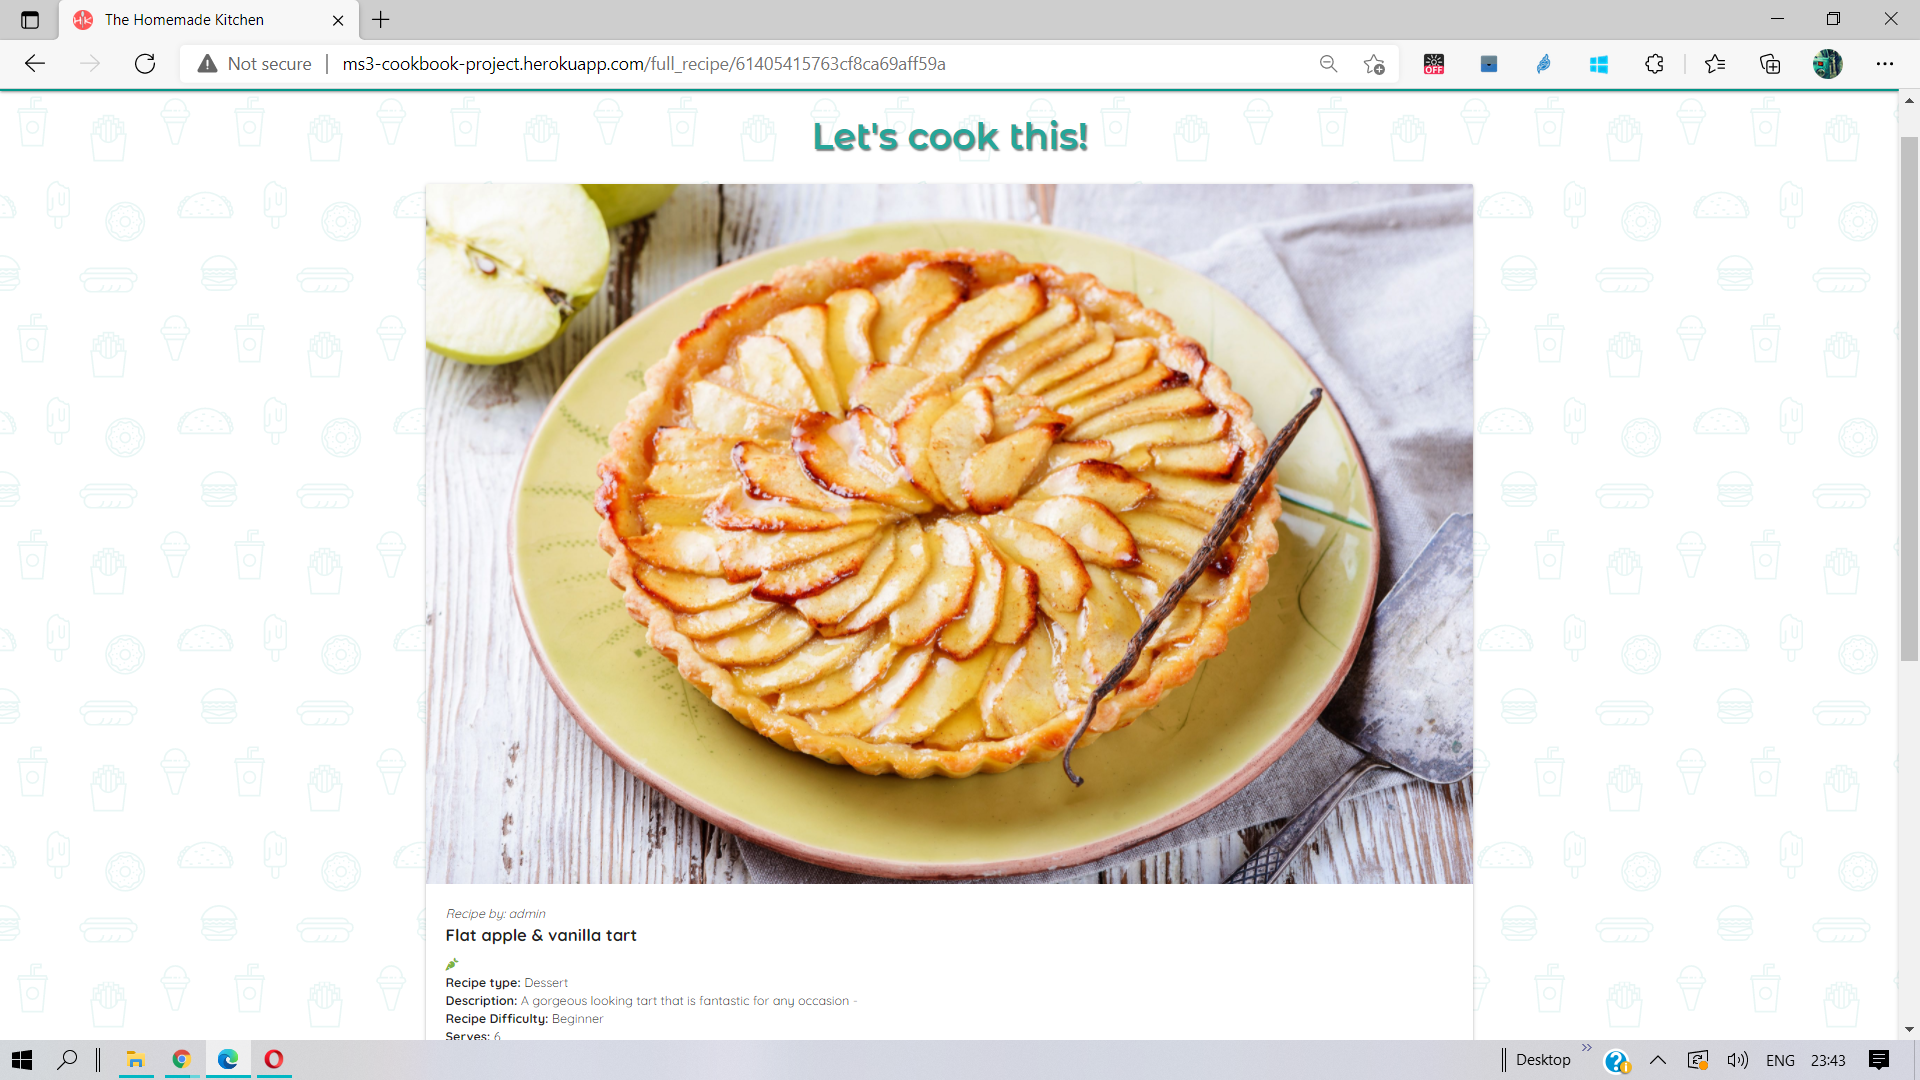 The Homemade Kitchen
Not secure
ms3-cookbook-project.herokuapp.com/full_recipe/61405415763cf8ca69aff59a
OFF
Let's cook this!
Recipe by: admin
Flat apple & vanilla tart
Recipe type: Dessert
Description: A gorgeous looking tart that is fantastic for any occasion -
Recipe Difficulty: Beginner
Serves: 6
Desktop
ENG
23:43